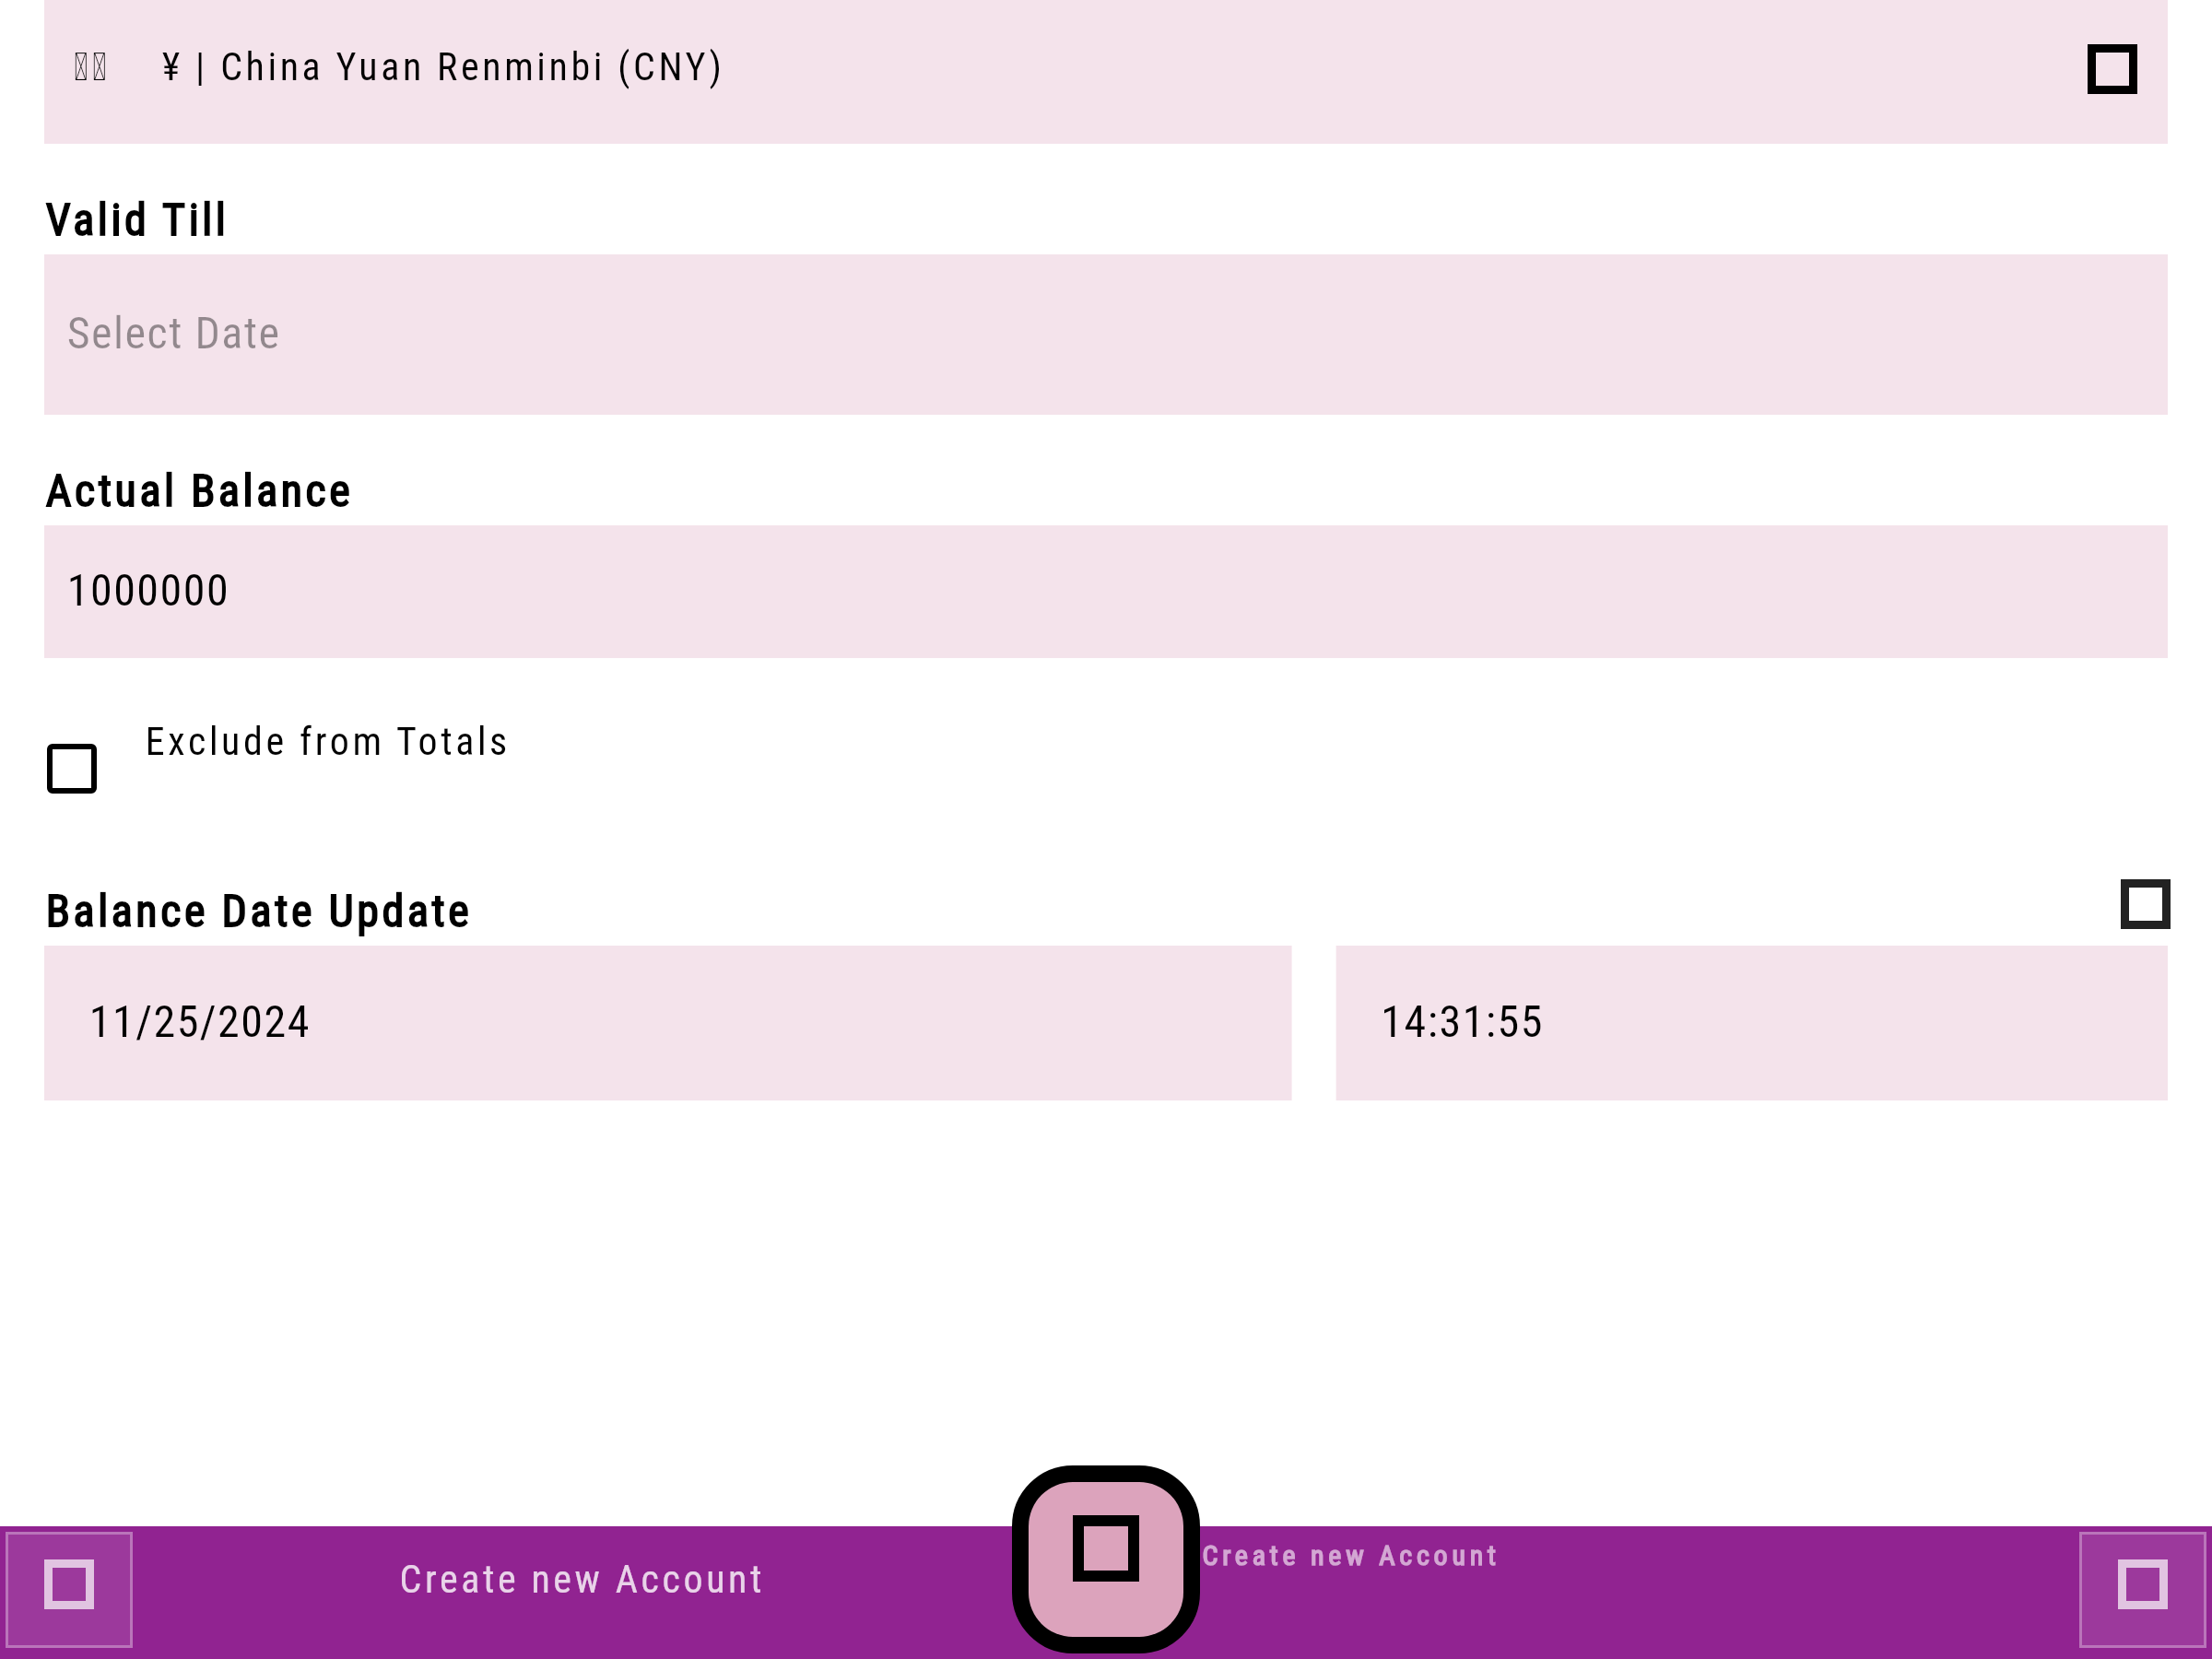 ¥ | China Yuan Renminbi (CNY)
Valid Till
Select Date
Actual Balance
1000000
Exclude from Totals
Balance Date Update
11/25/2024 14:31:55
Create new Account
Create new Account